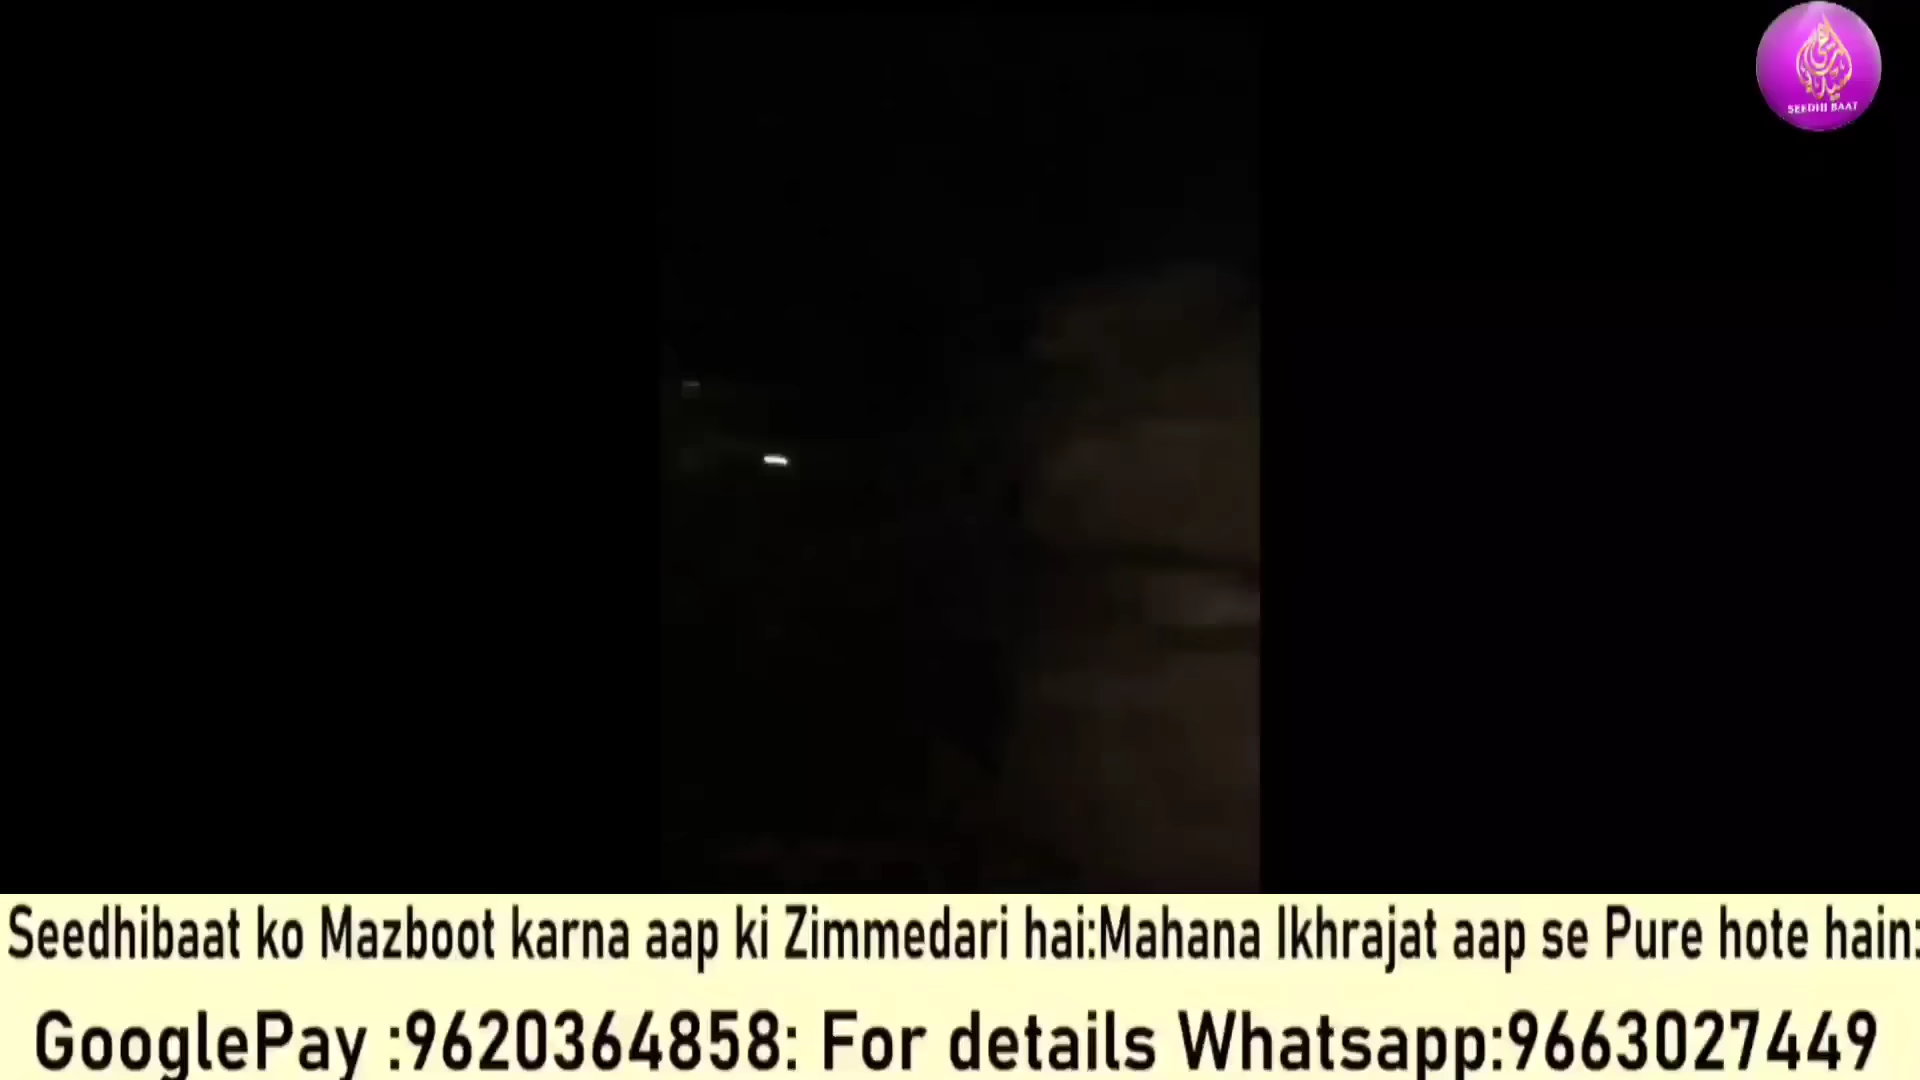 SEEDHI BAAT
Seedhibaat ko Mazboot karna aap ki Zimmedari hai:Mahana Ikhrajat aap se Pure hote hain:
GooglePay :9620364858: For details Whatsapp:9663027449